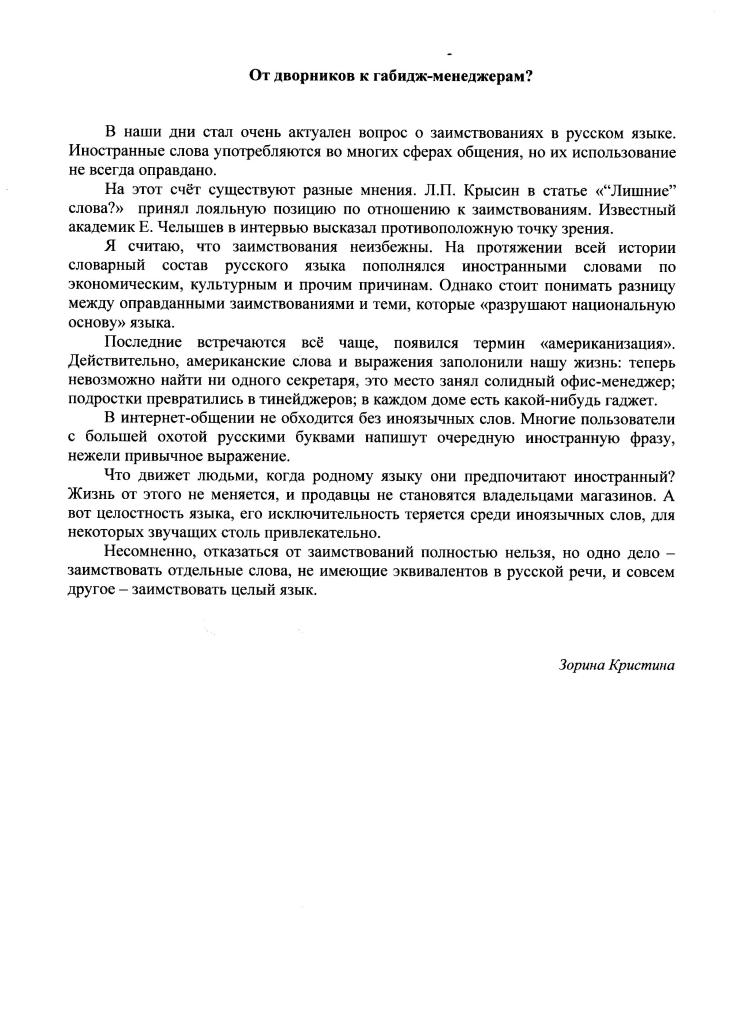 От дворников к габидж-менеджерам?
В наши дни стал очень актуален вопрос о заимствованиях в русском языке.
Иностранные слова употребляются во многих сферах общения, но их использование
не всегда оправдано.
На этот счёт существуют разные мнения. Л.П. Крысин в статье «“Лишние”
слова?» принял лояльную позицию по отношению к заимствованиям. Известный
академик Е. Челышев в интервью высказал противоположную точку зрения.
Я считаю, что заимствования неизбежны. На протяжении всей истории
словарный состав русского языка пополнялся иностранными словами по
экономическим, культурным и прочим причинам. Однако стоит понимать разницу
между оправданными заимствованиями и теми, которые «разрушают национальную
основу» языка.
Последние встречаются всё чаще, появился термин «американизация».
Действительно, американские слова и выражения заполонили нашу жизнь: теперь
невозможно найти ни одного секретаря, это место занял солидный офис-менеджер;
подростки превратились в тинейджеров; в каждом доме есть какой-нибудь гаджет.
В интернет-общении не обходится без иноязычных слов. Многие пользователи
с большей охотой русскими буквами напишут очередную иностранную фразу,
нежели привычное выражение.
Что движет людьми, когда родному языку они предпочитают иностранный?
Жизнь от этого не меняется, и продавцы не становятся владельцами магазинов. А
вот целостность языка, его исключительность теряется среди иноязычных слов, для
некоторых звучащих столь привлекательно.
Несомненно, отказаться от заимствований полностью нельзя, но одно дело –
заимствовать отдельные слова, не имеющие эквивалентов в русской речи, и совсем
другое – заимствовать целый язык.
Зорина Кристина